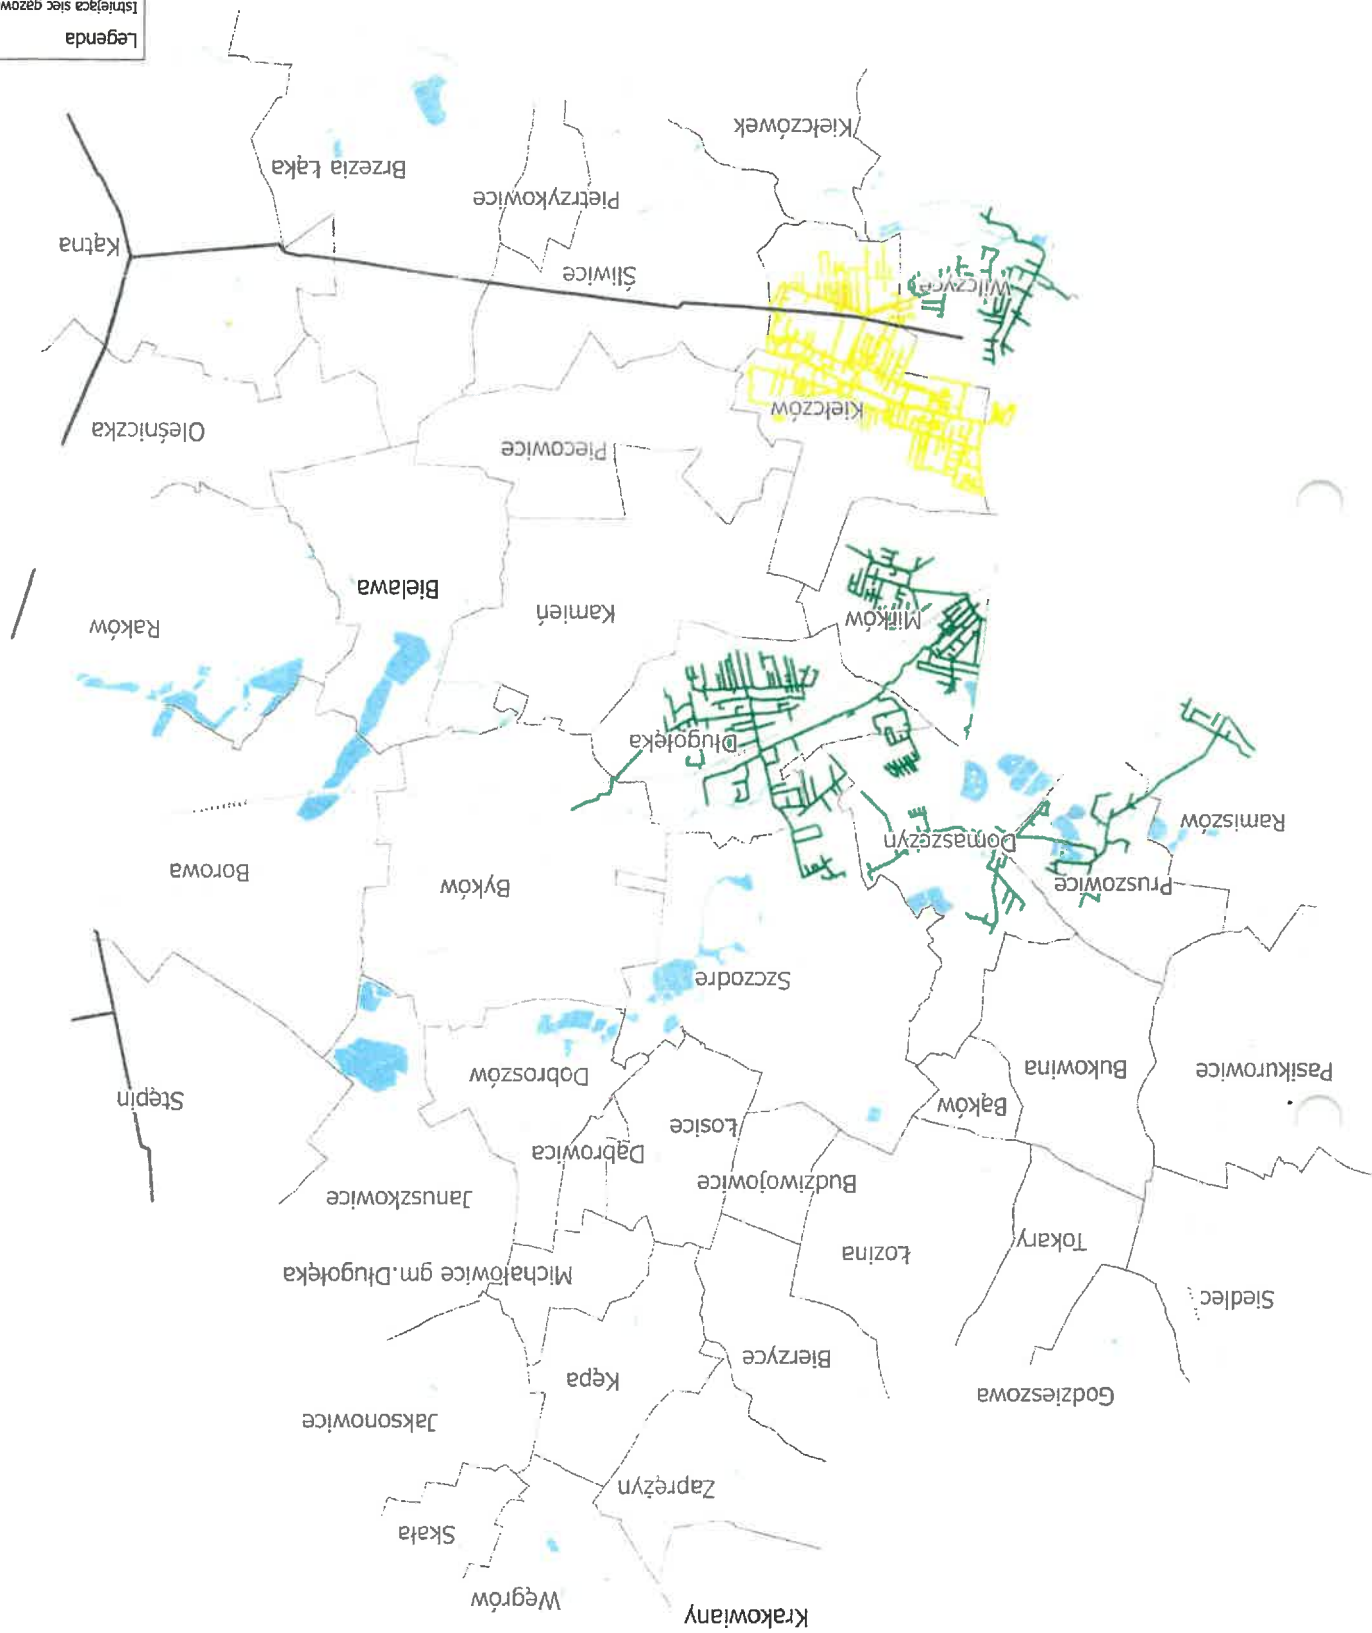 Krakowiany
Węgrów
Skała
Zaprężyn
Jaksonowice
Godzieszowa
Kępa
Bierzyce
Siedlec
Michałowice gm.Długołęka
Łozina
Tokary
Januszkowice
Budziwojowice
Dąbrowica
Łosice
Bąków
Stępin
Dobroszów
Pasikurowice
Bukowina
Szczodre
Byków
Pruszowice
Borowa
Domaszczyn
Ramiszów
Długołęka
Raków
Mirków
Kamień
Bielawa
Piecowice
Oleśniczka
Kiełczów
Wilczyce
Śliwice
Kątna
Pietrzykowice
Brzezia Łąka
Kiełczówek
Legenda
Istniejąca sieć gazow